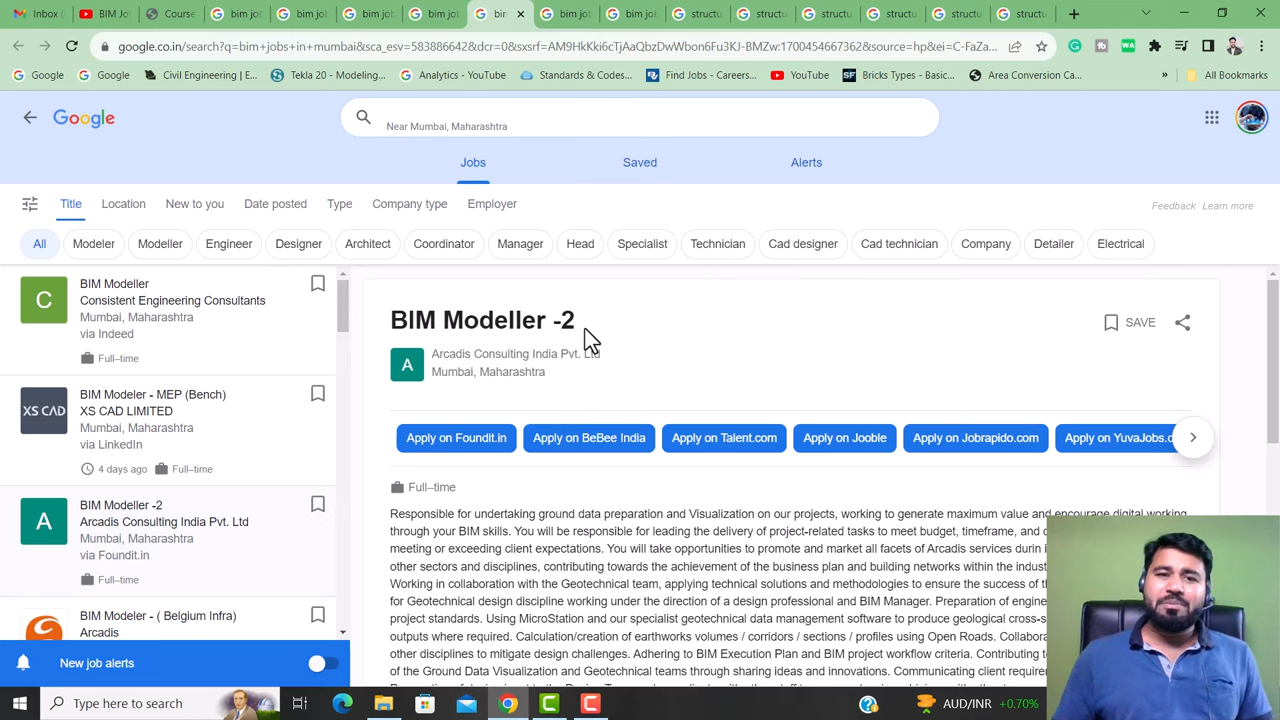 Inbox (
BIM Jo
Course
bim jol
bim jol
bim jol
bim jol
bin
bim jol
bim jol
structu
structu
structu
structu
structu
structu
google.co.in/search?q=bim+jobs+in+mumbai&sca_esv=583886642&dcr=0&sxsrf=AM9HkKki6cTjAaQbzDwWbon6Fu3KJ-BMZw:1700454667362&source=hp&ei=C-FaZa...
Google
Google
Civil Engineering | E...
Tekla 20 - Modeling...
Analytics - YouTube
Standards & Codes...
Find Jobs - Careers...
YouTube
Bricks Types - Basic...
Area Conversion Ca...
»
All Bookmarks
Google
Near Mumbai, Maharashtra
Jobs
Saved
Alerts
Title
Location
New to you
Date posted
Type
Company type
Employer
Feedback
Learn more
All
Modeler
Modeller
Engineer
Designer
Architect
Coordinator
Manager
Head
Specialist
Technician
Cad designer
Cad technician
Company
Detailer
Electrical
C
BIM Modeller
Consistent Engineering Consultants
Mumbai, Maharashtra
via Indeed
Full–time
XS CAD
BIM Modeler - MEP (Bench)
XS CAD LIMITED
Mumbai, Maharashtra
via LinkedIn
4 days ago
Full–time
A
BIM Modeller -2
Arcadis Consulting India Pvt. Ltd
Mumbai, Maharashtra
via Foundit.in
Full–time
BIM Modeler - ( Belgium Infra)
Arcadis
New job alerts
BIM Modeller -2
SAVE
A
Arcadis Consulting India Pvt. Ltd
Mumbai, Maharashtra
Apply on Foundit.in
Apply on BeBee India
Apply on Talent.com
Apply on Jooble
Apply on Jobrapido.com
Apply on YuvaJobs.c
Full–time
Responsible for undertaking ground data preparation and Visualization on our projects, working to generate maximum value and encourage digital working
through your BIM skills. You will be responsible for leading the delivery of project-related tasks to meet budget, timeframe, and
meeting or exceeding client expectations. You will take opportunities to promote and market all facets of Arcadis services durin
other sectors and disciplines, contributing towards the achievement of the business plan and building networks within the indust
Working in collaboration with the Geotechnical team, applying technical solutions and methodologies to ensure the success of t
for Geotechnical design discipline working under the direction of a design professional and BIM Manager. Preparation of engine
project standards. Using MicroStation and our specialist geotechnical data management software to produce geological cross-s
outputs where required. Calculation/creation of earthworks volumes / corridors / sections / profiles using Open Roads. Collabora
other disciplines to mitigate design challenges. Adhering to BIM Execution Plan and BIM project workflow criteria. Contributing t
of the Ground Data Visualization and Geotechnical teams through sharing ideas and innovations. Communicating client require
Type here to search
AUD/INR +0.70%